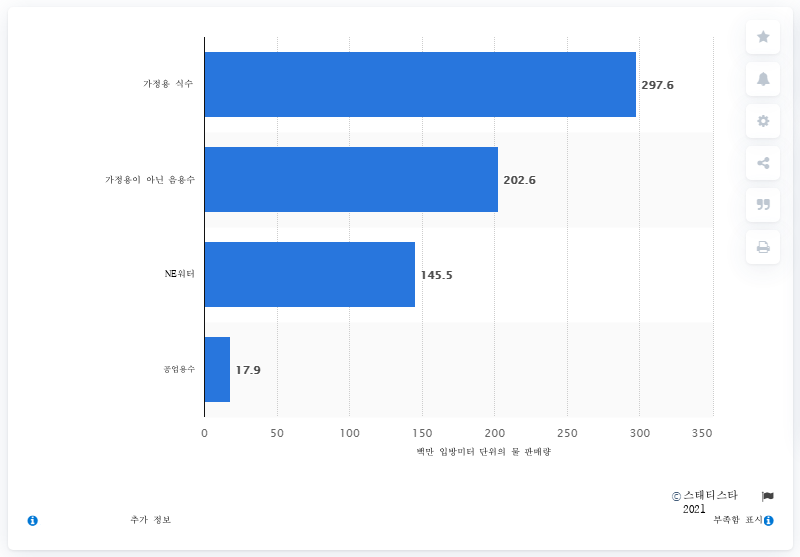 가정용 식수
297.6
가정용이 아닌 음용수
202.6
NE워터
145.5
공업용수
17.9
0 50 100 150 200 250 300 350
백만 입방미터 단위의 물 판매량
© 스태티스타
2021
추가 정보
부족함 표시